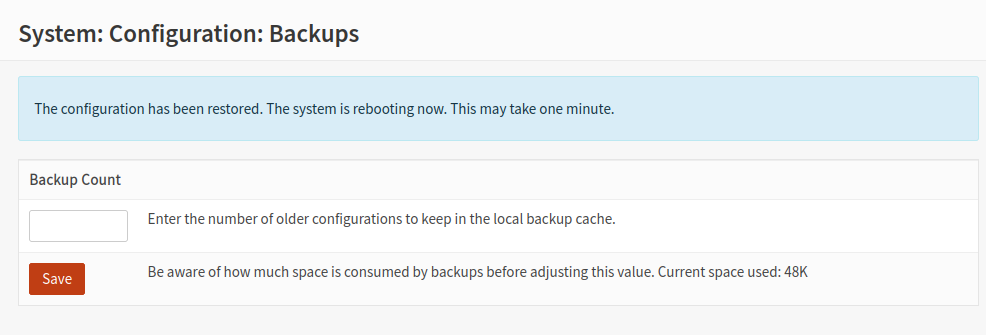 System: Configuration: Backups
The configuration has been restored. The system is rebooting now. This may take one minute.
Backup Count
Enter the number of older configurations to keep in the local backup cache.
Save
Be aware of how much space is consumed by backups before adjusting this value. Current space used: 48K